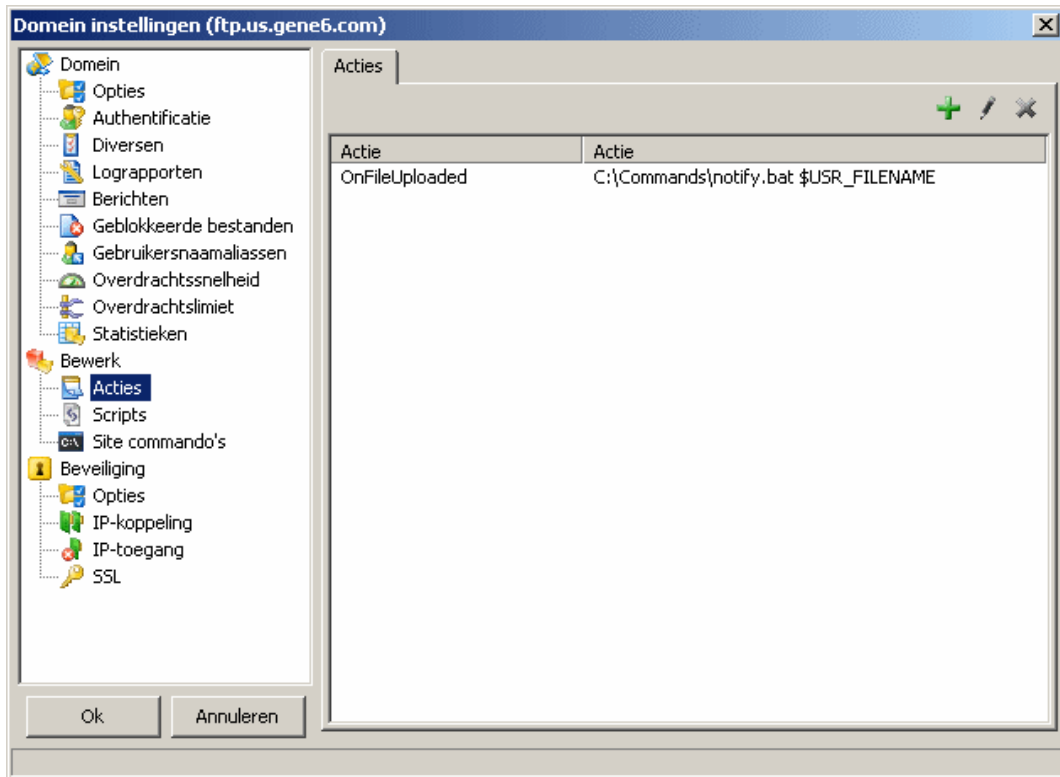 Domein instellingen (ftp.us.gene6.com)
Domein
Opties
Authentificatie
Diversen
Lograpporten
Berichten
Geblokkeerde bestanden
Gebruikersnaamaliassen
Overdrachtssnelheid
Overdrachtslimiet
Statistieken
Bewerk
Acties
Scripts
Site commando's
Beveiliging
Opties
IP-koppeling
IP-toegang
SSL
Ok Annuleren
Acties
Actie Actie
OnFileUploaded C:\Commands\notify.bat $USR_FILENAME